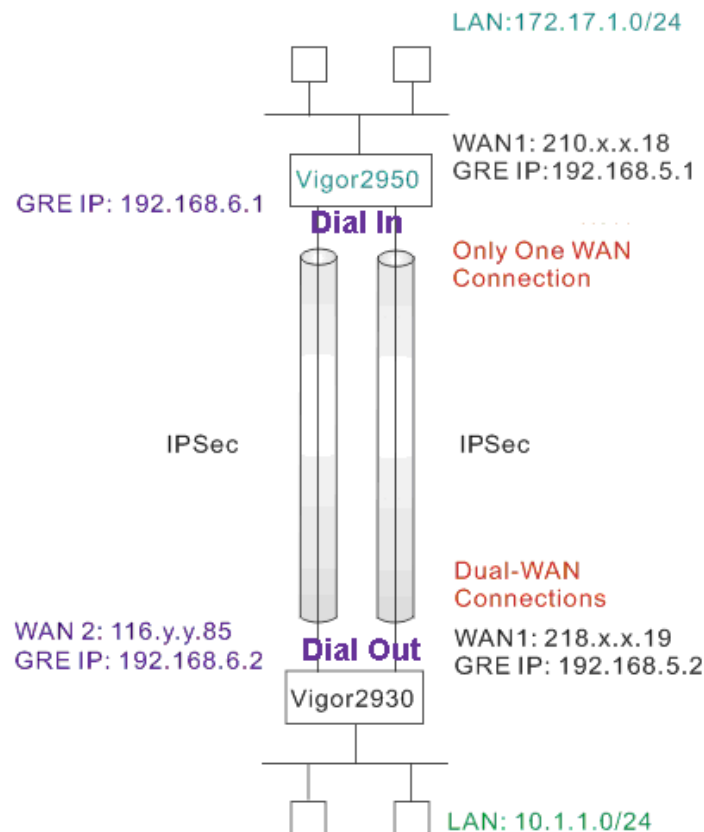 LAN:172.17.1.0/24
WAN1: 210.x.x.18
GRE IP:192.168.5.1
Vigor2950
GRE IP: 192.168.6.1
Dial In
Only One WAN
Connection
IPSec
IPSec
Dual-WAN
Connections
WAN 2: 116.y.y.85
GRE IP: 192.168.6.2
Dial Out
WAN1: 218.x.x.19
GRE IP: 192.168.5.2
Vigor2930
LAN: 10.1.1.0/24